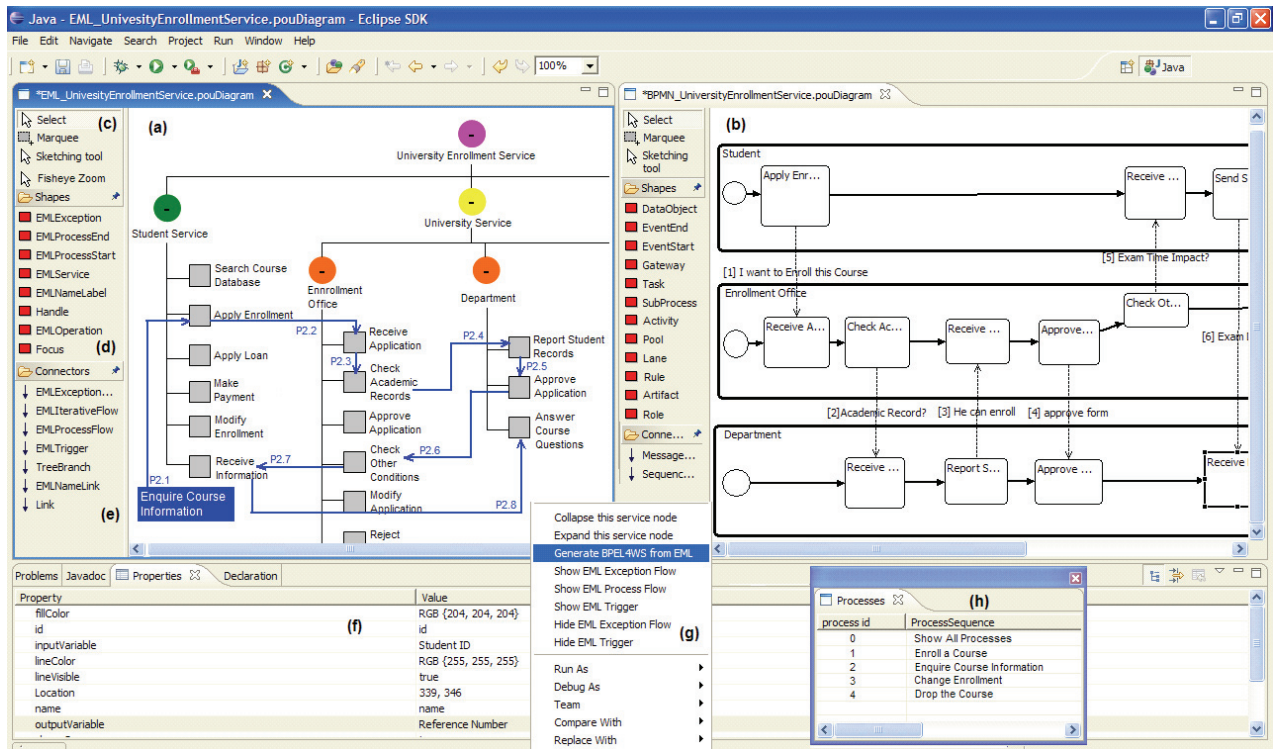 Java - EML_UnivesityEnrollmentService.pouDiagram - Eclipse SDK
File Edit Navigate Search Project Run Window Help
100%
Java
*EML_UnivesityEnrollmentService.pouDiagram
Select
(c)
Marquee
Sketching tool
Fisheye Zoom
Shapes
EMLException
EMLProcessEnd
EMLProcessStart
EMLService
EMLNameLabel
Handle
EMLOperation
Focus
(d)
Connectors
EMLException...
EMLIterativeFlow
EMLProcessFlow
EMLTrigger
TreeBranch
EMLNameLink
Link
(e)
(a)
-
University Enrollment Service
-
-
Student Service
University Service
-
-
Ennrollment
Office
Department
Search Course
Database
Apply Enrollment
Apply Loan
Make
Payment
Modify
Enrollment
Receive
Information
P2.1
Enquire Course
Information
P2.2
Receive
Application
P2.3
Check
Academic
Records
Approve
Application
Check
Other
Conditions
Modify
Application
Reject
P2.4
Report Student
Records
P2.5
Approve
Application
Answer
Course
Questions
P2.6
P2.7
P2.8
*BPMN_UniversityEnrollmentService.pouDiagram
Select
Marquee
Sketching
tool
Shapes
DataObject
EventEnd
EventStart
Gateway
Task
SubProcess
Activity
Pool
Lane
Rule
Artifact
Role
Conne...
Message...
Sequenc...
(b)
Student
Apply Enr...
Receive ...
Send S
[1] I want to Enroll this Course
[5] Exam Time Impact?
Enrollment Office
Receive A...
Check Ac...
Receive ...
Approve...
Check Ot...
[6] Exam
[2]Academic Record?
[3] He can enroll
[4] approve form
Department
Receive ...
Report S...
Approve ...
Receive
Collapse this service node
Expand this service node
Generate BPEL4WS from EML
Show EML Exception Flow
Show EML Process Flow
Show EML Trigger
Hide EML Exception Flow
(g)
Hide EML Trigger
Run As
Debug As
Team
Compare With
Replace With
Problems Javadoc Properties Declaration
Property Value
fillColor RGB {204, 204, 204}
(f)
id id
inputVariable Student ID
lineColor RGB {255, 255, 255}
lineVisible true
Location 339, 346
name name
outputVariable Reference Number
Processes
(h)
process id ProcessSequence
0 Show All Processes
1 Enroll a Course
2 Enquire Course Information
3 Change Enrollment
4 Drop the Course